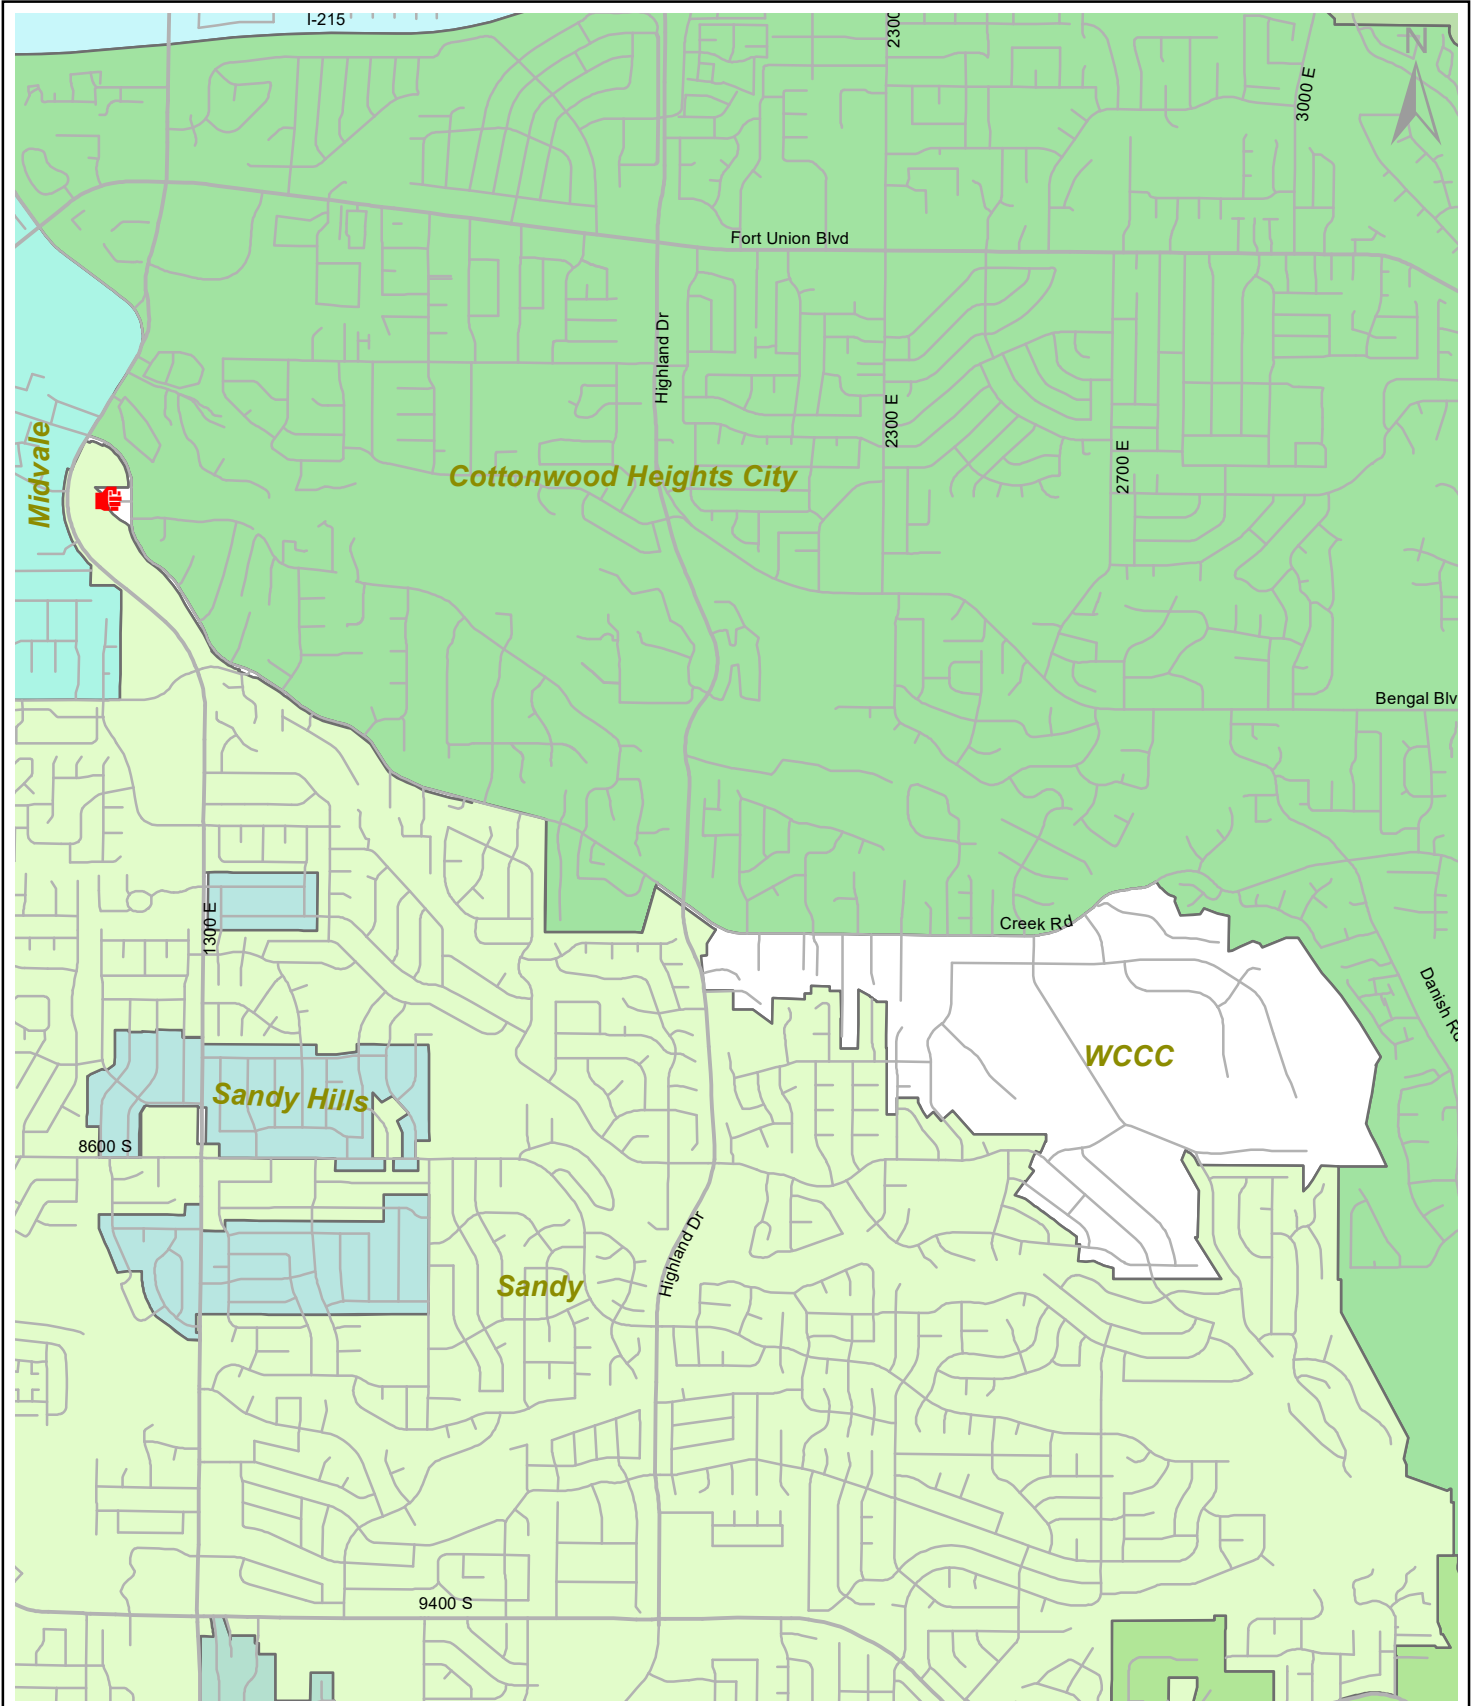 I-215
2300
3000 E
N
Fort Union Blvd
Highland Dr
2300 E
Midvale
Cottonwood Heights City
2700 E
Bengal Blv
1300 E
Creek Rd
Danish Rd
WCCC
Sandy Hills
8600 S
Highland Dr
Sandy
9400 S